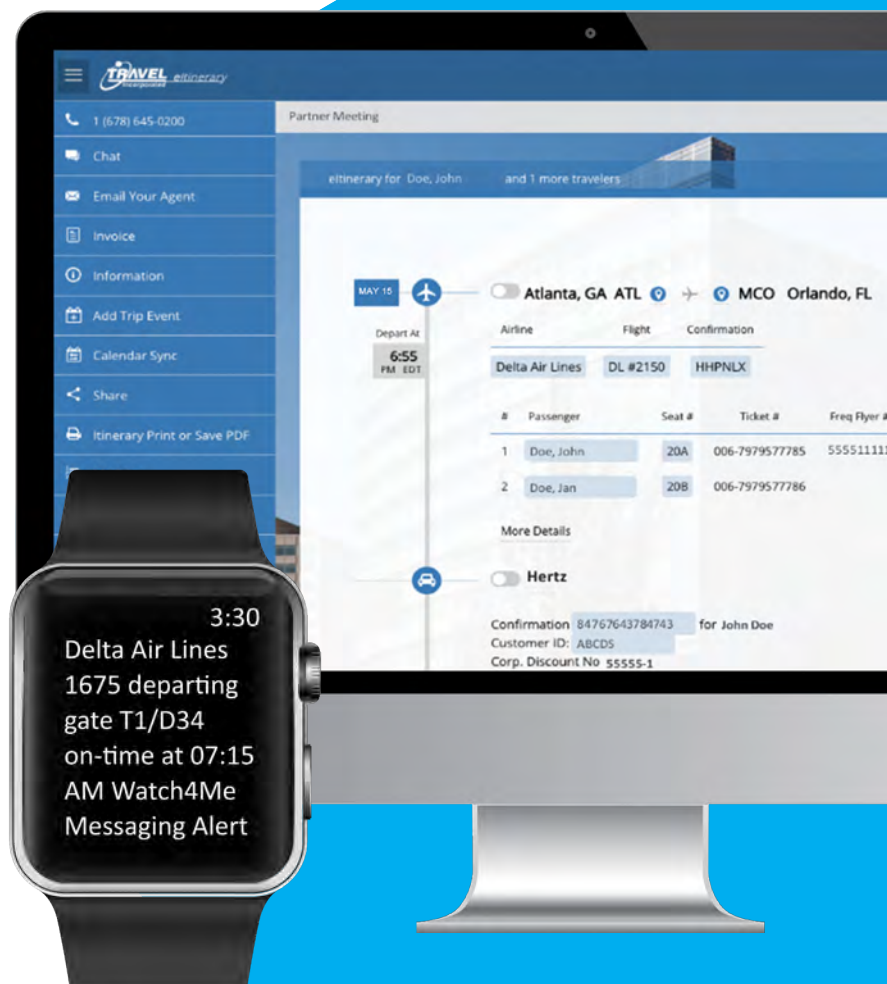 TRAVEL eItinerary
Incorporated
1 (678) 645-0200
Chat
Email Your Agent
Invoice
Information
Add Trip Event
Calendar Sync
Share
Itinerary Print or Save PDF
Partner Meeting
eItinerary for Doe, John and 1 more travelers
MAY 15
Atlanta, GA ATL MCO Orlando, FL
Depart At
6:55
PM EDT
Airline Flight Confirmation
Delta Air Lines DL #2150 HHPNLX
# Passenger Seat # Ticket # Freq Flyer #
1 Doe, John 20A 006-7979577785
2 Doe, Jan 20B 006-7979577786
More Details
Hertz
Confirmation 84767643784743 for John Doe
Customer ID: ABCDS
Corp. Discount No 55555-1
3:30
Delta Air Lines
1675 departing
gate T1/D34
on-time at 07:15
AM Watch4Me
Messaging Alert